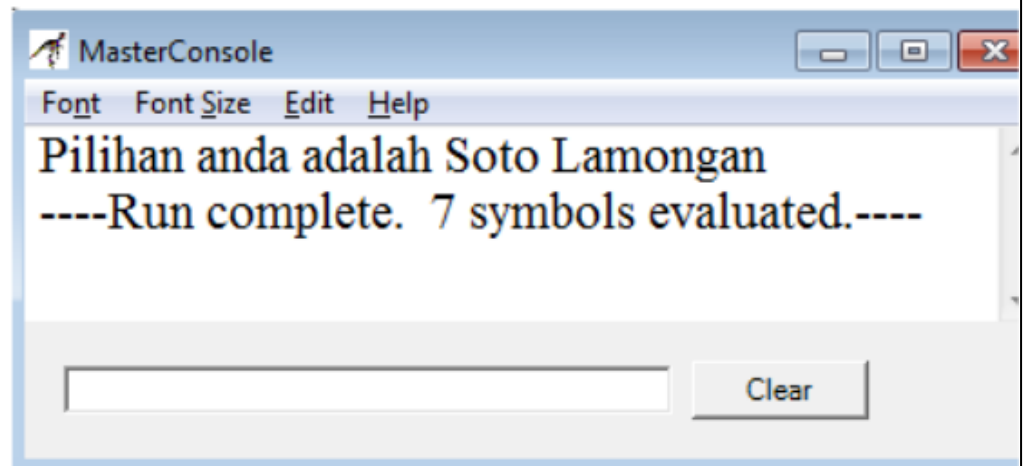 MasterConsole
Font Font Size Edit Help
Pilihan anda adalah Soto Lamongan
----Run complete.  7 symbols evaluated.----
Clear